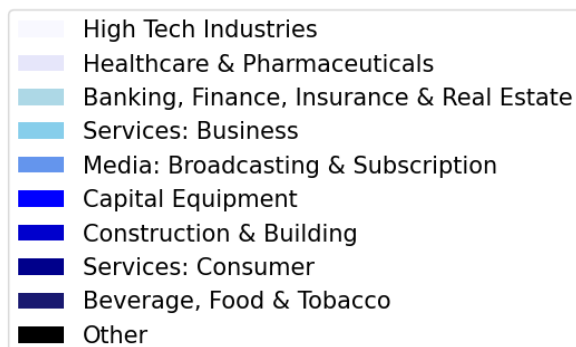 High Tech Industries
Healthcare & Pharmaceuticals
Banking, Finance, Insurance & Real Estate
Services: Business
Media: Broadcasting & Subscription
Capital Equipment
Construction & Building
Services: Consumer
Beverage, Food & Tobacco
Other